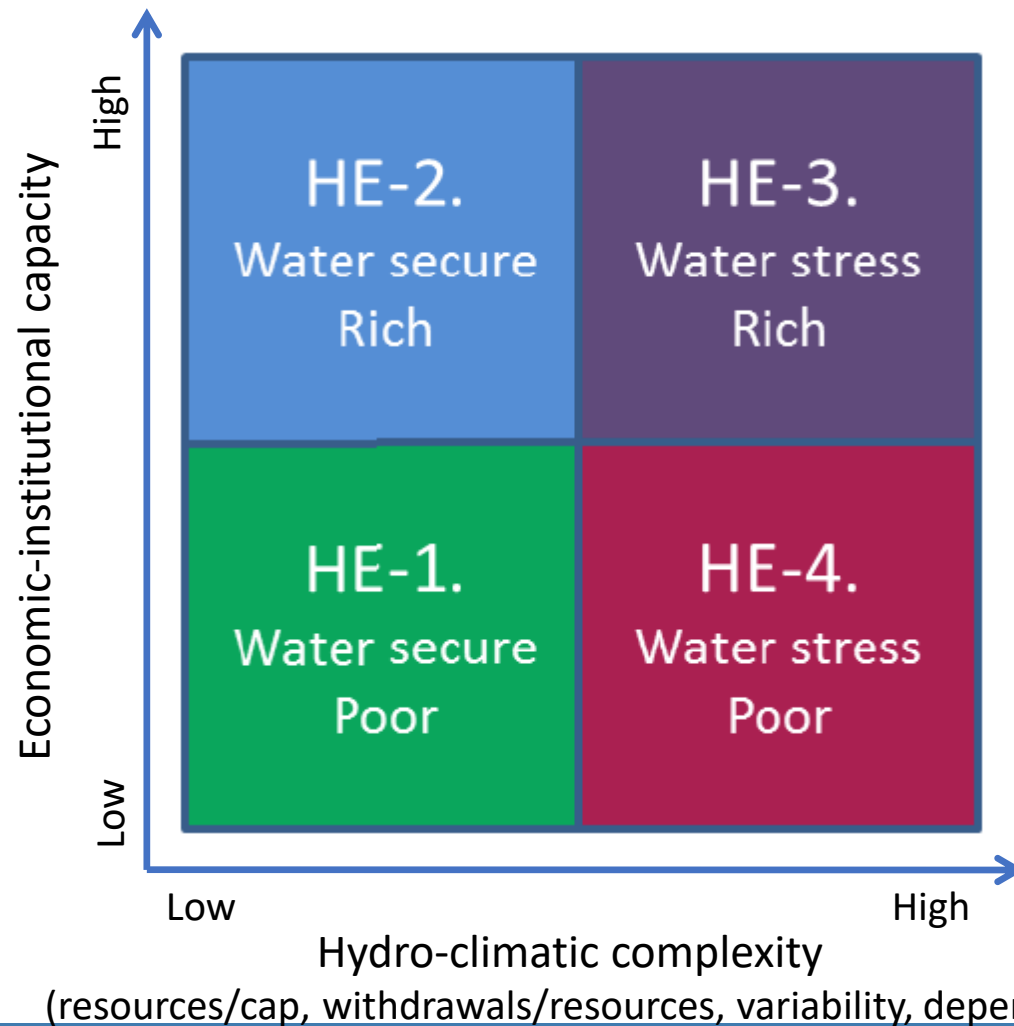 High
Economic-institutional capacity
Low
HE-2.
Water secure
Rich
HE-3.
Water stress
Rich
HE-1.
Water secure
Poor
HE-4.
Water stress
Poor
Low
High
Hydro-climatic complexity
(resources/cap, withdrawals/resources, variability,